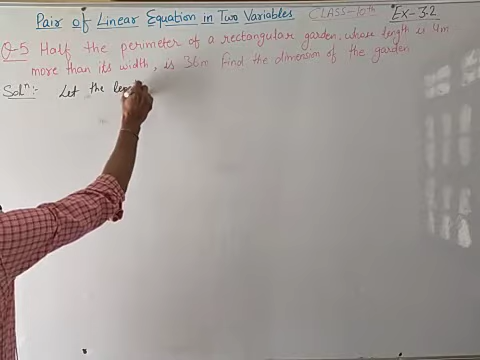 Pair of Linear Equation in Two Variables CLASS-10th Ex-3.2
Q-5 Half the perimeter of a rectangular garden, whose length is 4m
more than its width, is 36m find the dimension of the garden
Solⁿ:- Let the len